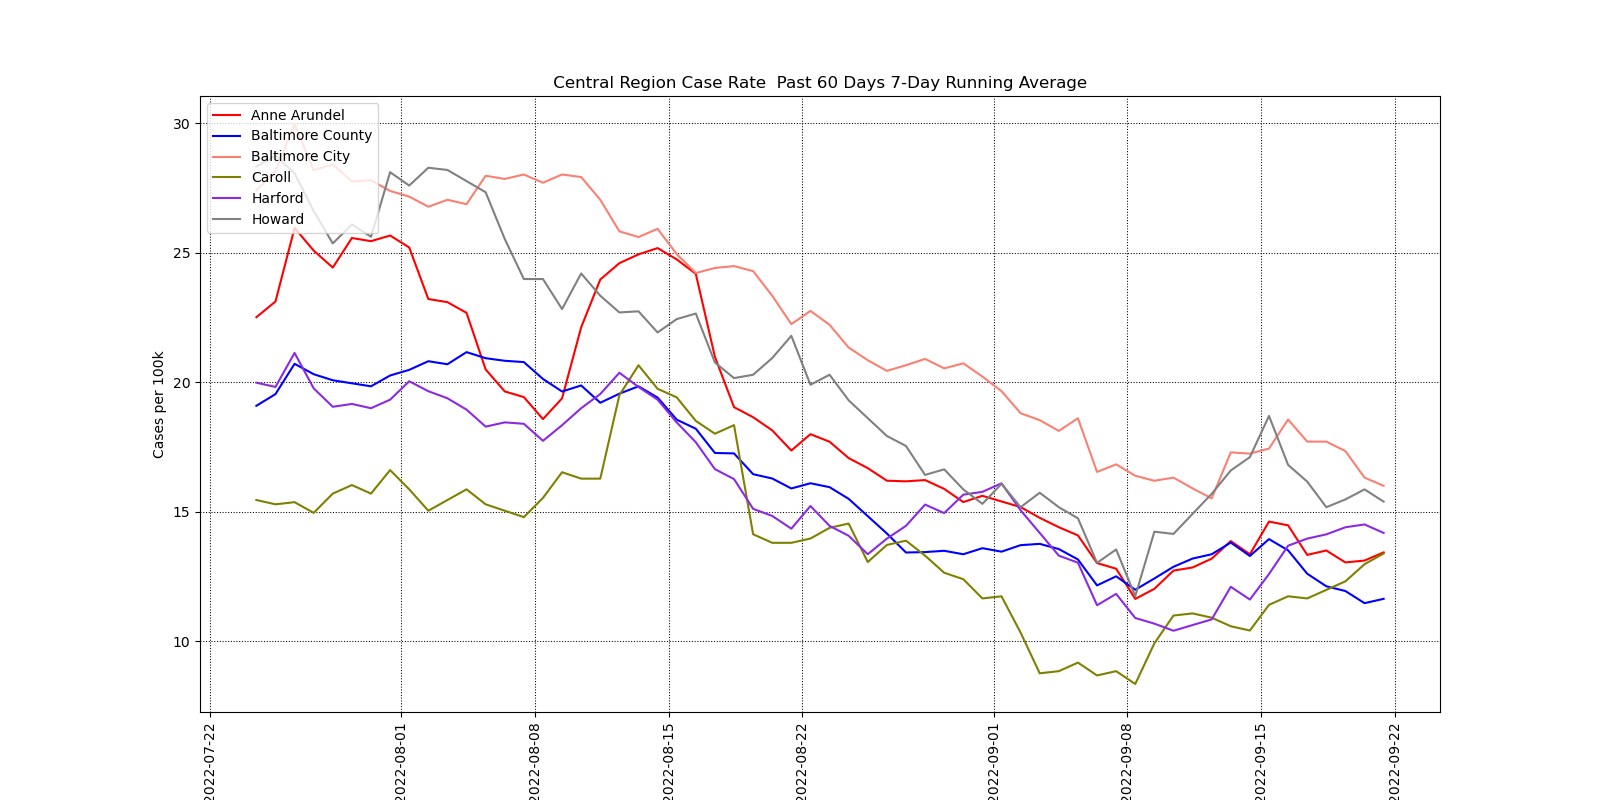 Central Region Case Rate  Past 60 Days 7-Day Running Average
Anne Arundel
Baltimore County
Baltimore City
Caroll
Harford
Howard
Cases per 100k
30
25
20
15
10
2022-07-22
2022-08-01
2022-08-08
2022-08-15
2022-08-22
2022-09-01
2022-09-08
2022-09-15
2022-09-22